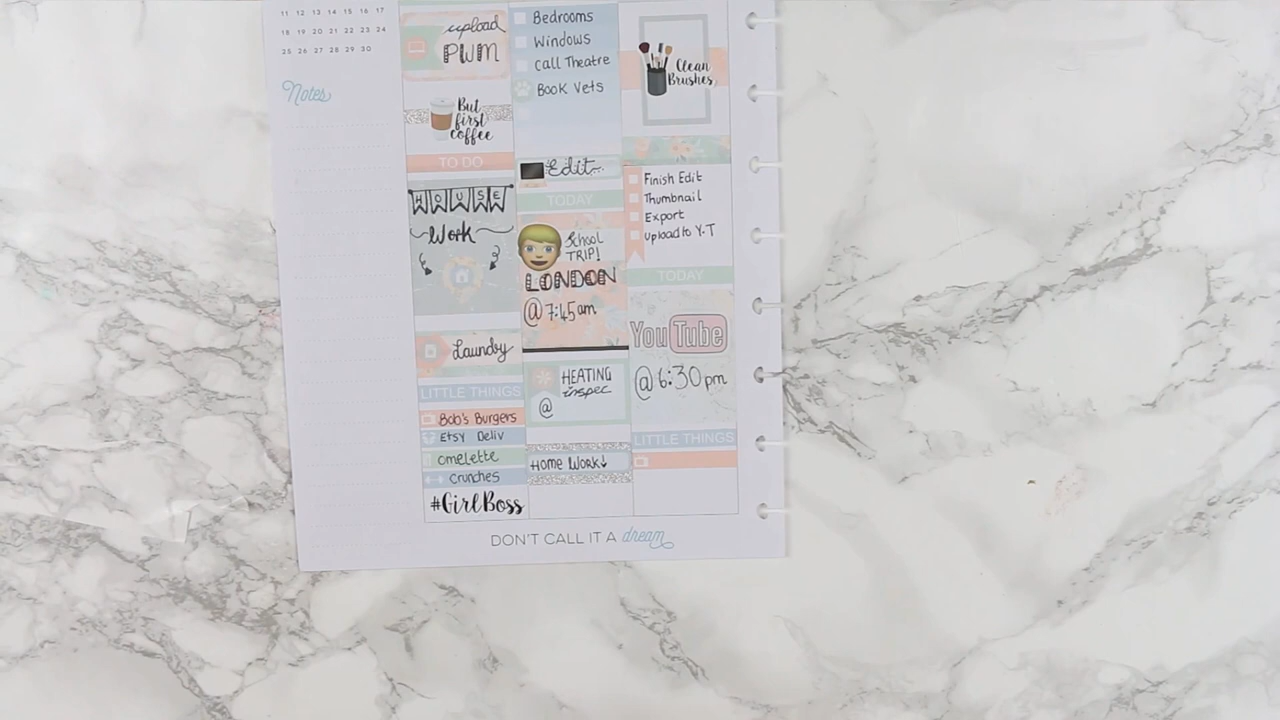 11 12 13 14 15 16 17
18 19 20 21 22 23 24
25 26 27 28 29 30
Notes
upload
PWM
But
first
coffee
TO DO
HOUSE
Work
Laundry
LITTLE THINGS
Bob's Burgers
Etsy Deliv
omelette
crunches
#GirlBoss
Bedrooms
Windows
Call Theatre
Book Vets
Edit
TODAY
School
TRIP!
LONDON
@ 7:45am
HEATING
inspec
@
Home Work↓
Clean
Brushes
Finish Edit
Thumbnail
Export
Upload to Y.T
TODAY
YouTube
@ 6:30pm
LITTLE THINGS
DON'T CALL IT A dream